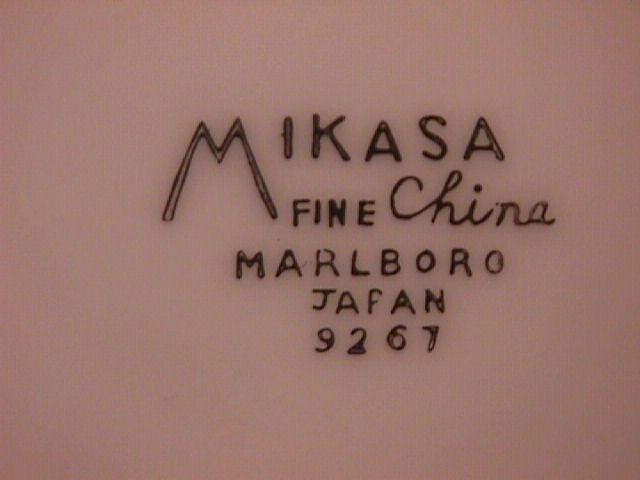 MIKASA
FINE China
MARLBORO
JAPAN
9267